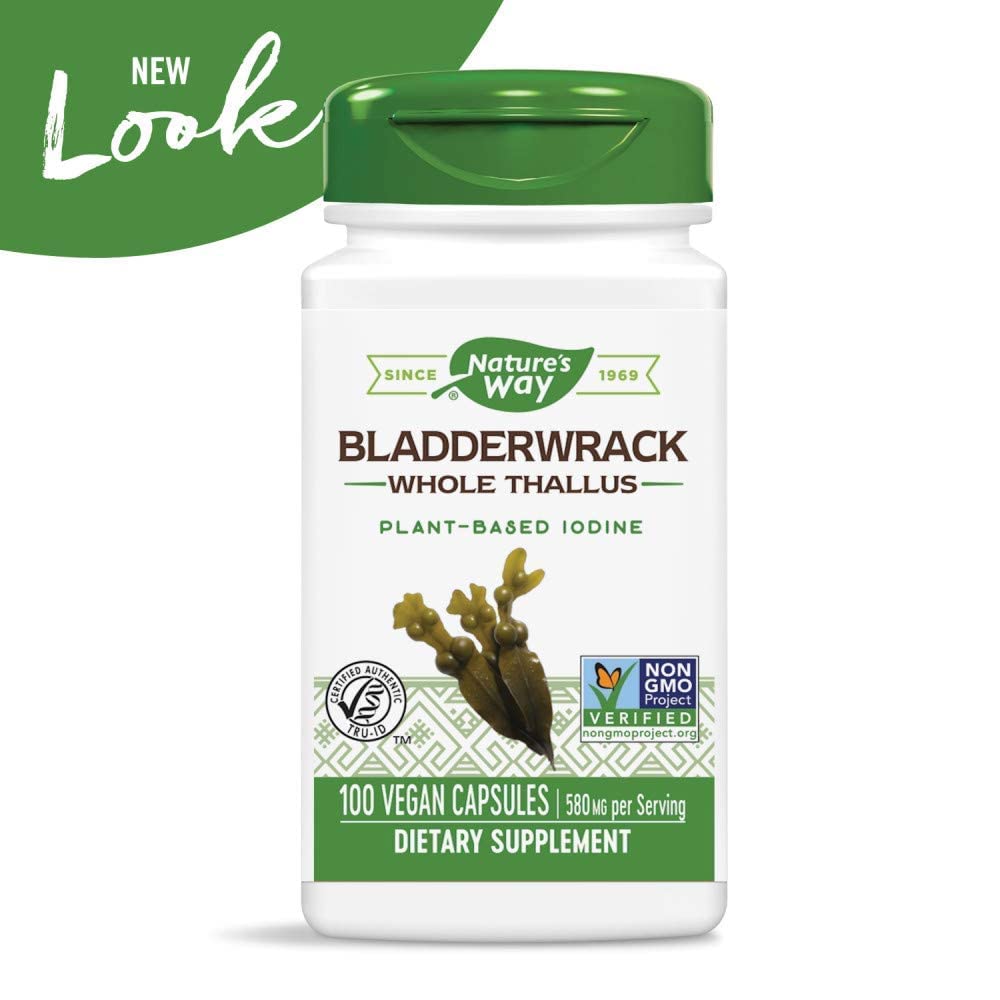 NEW
Look
SINCE
Nature's
Way
®
1969
BLADDERWRACK
WHOLE THALLUS
PLANT-BASED IODINE
CERTIFIED AUTHENTIC
TRU-ID
TM
NON
GMO
Project
VERIFIED
nongmoproject.org
100 VEGAN CAPSULES | 580 MG per Serving
DIETARY SUPPLEMENT